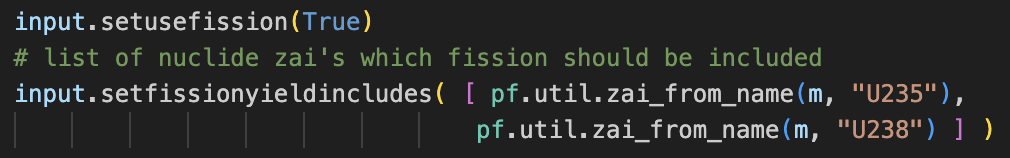 input.setusefission(True)
# list of nuclide zai's which fission should be included
input.setfissionyieldincludes( [ pf.util.zai_from_name(m, "U235"),
pf.util.zai_from_name(m, "U238") ] )